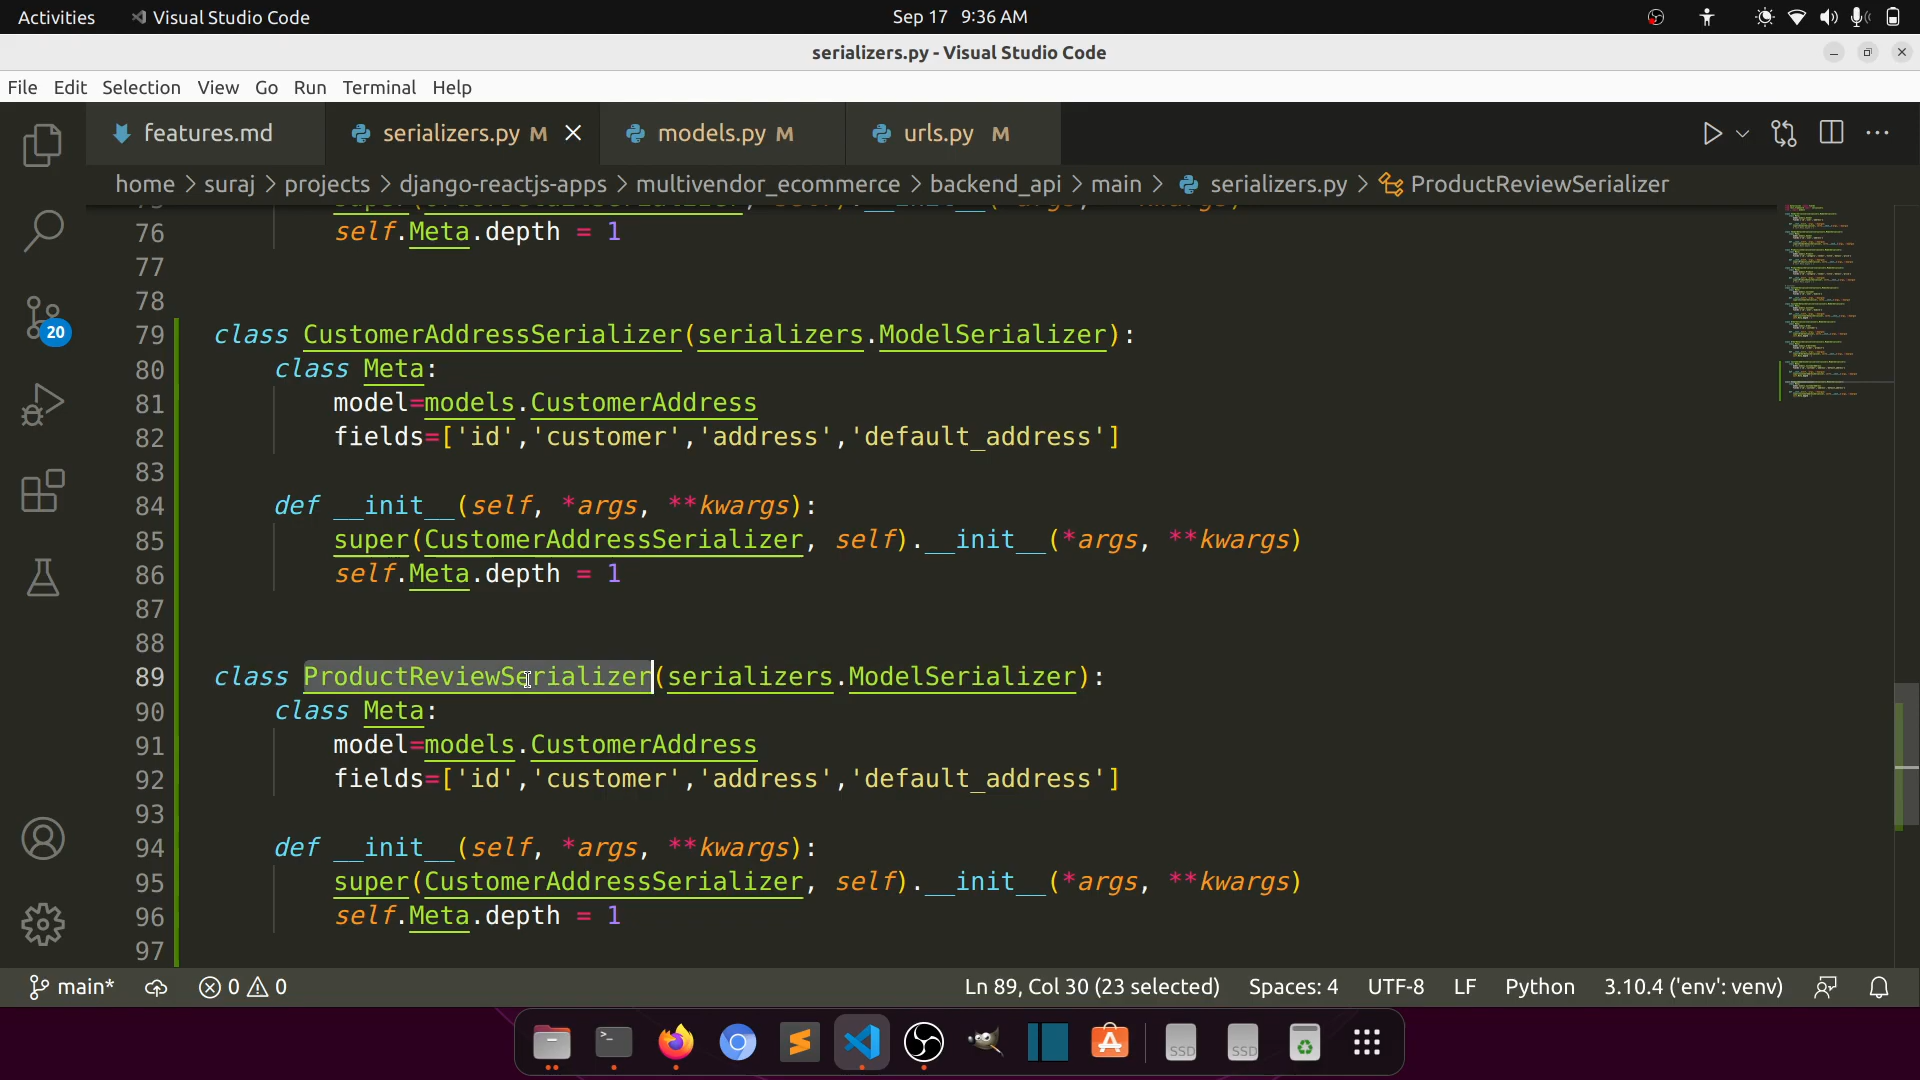 Activities Visual Studio Code Sep 17 9:36 AM
serializers.py - Visual Studio Code
File Edit Selection View Go Run Terminal Help
features.md serializers.py M models.py M urls.py M
home > suraj > projects > django-reactjs-apps > multivendor_ecommerce > backend_api > main > serializers.py > ProductReviewSerializer
76 self.Meta.depth = 1
77
78
79 class CustomerAddressSerializer(serializers.ModelSerializer):
80 class Meta:
81 model=models.CustomerAddress
82 fields=['id','customer','address','default_address']
83
84 def __init__(self, *args, **kwargs):
85 super(CustomerAddressSerializer, self).__init__(*args, **kwargs)
86 self.Meta.depth = 1
87
88
89 class ProductReviewSerializer(serializers.ModelSerializer):
90 class Meta:
91 model=models.CustomerAddress
92 fields=['id','customer','address','default_address']
93
94 def __init__(self, *args, **kwargs):
95 super(CustomerAddressSerializer, self).__init__(*args, **kwargs)
96 self.Meta.depth = 1
97
20
main* 0 0 Ln 89, Col 30 (23 selected) Spaces: 4 UTF-8 LF Python 3.10.4 ('env': venv)
SSD SSD